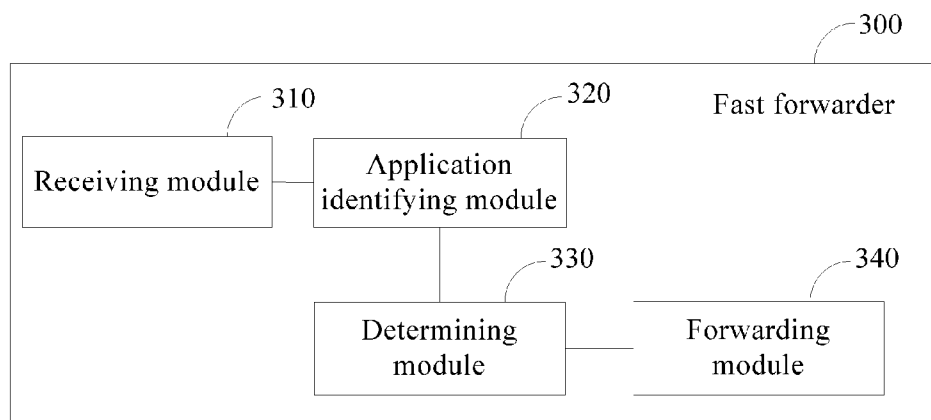 300
310
320
Fast forwarder
Receiving module
Application
identifying module
330
340
Determining
module
Forwarding
module